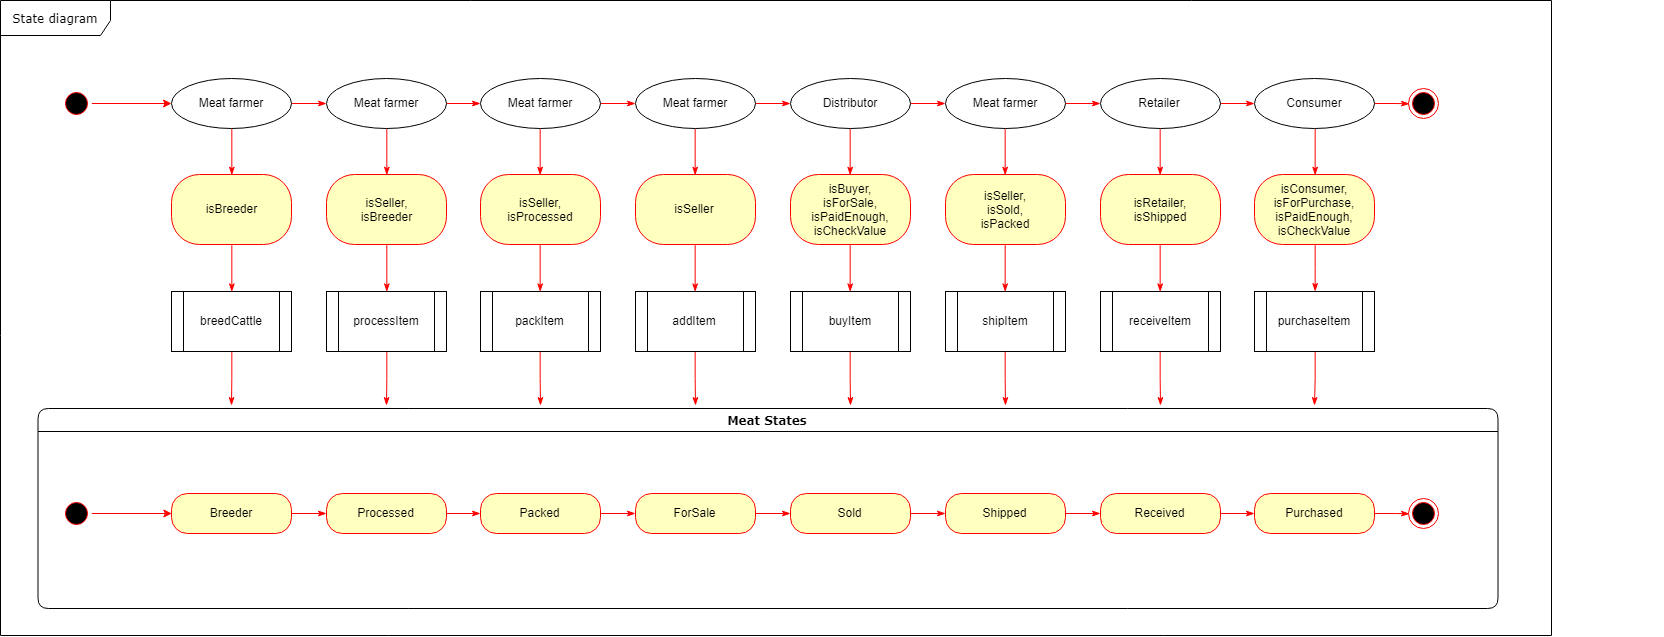 State diagram
Meat farmer
Meat farmer
Meat farmer
Meat farmer
Distributor
Meat farmer
Retailer
Consumer
isBreeder
isSeller,
isBreeder
isSeller,
isProcessed
isSeller
isBuyer,
isForSale,
isPaidEnough,
isCheckValue
isSeller,
isSold,
isPacked
isRetailer,
isShipped
isConsumer,
isForPurchase,
isPaidEnough,
isCheckValue
breedCattle
processItem
packItem
addItem
buyItem
shipItem
receiveItem
purchaseItem
Meat States
Breeder
Processed
Packed
ForSale
Sold
Shipped
Received
Purchased